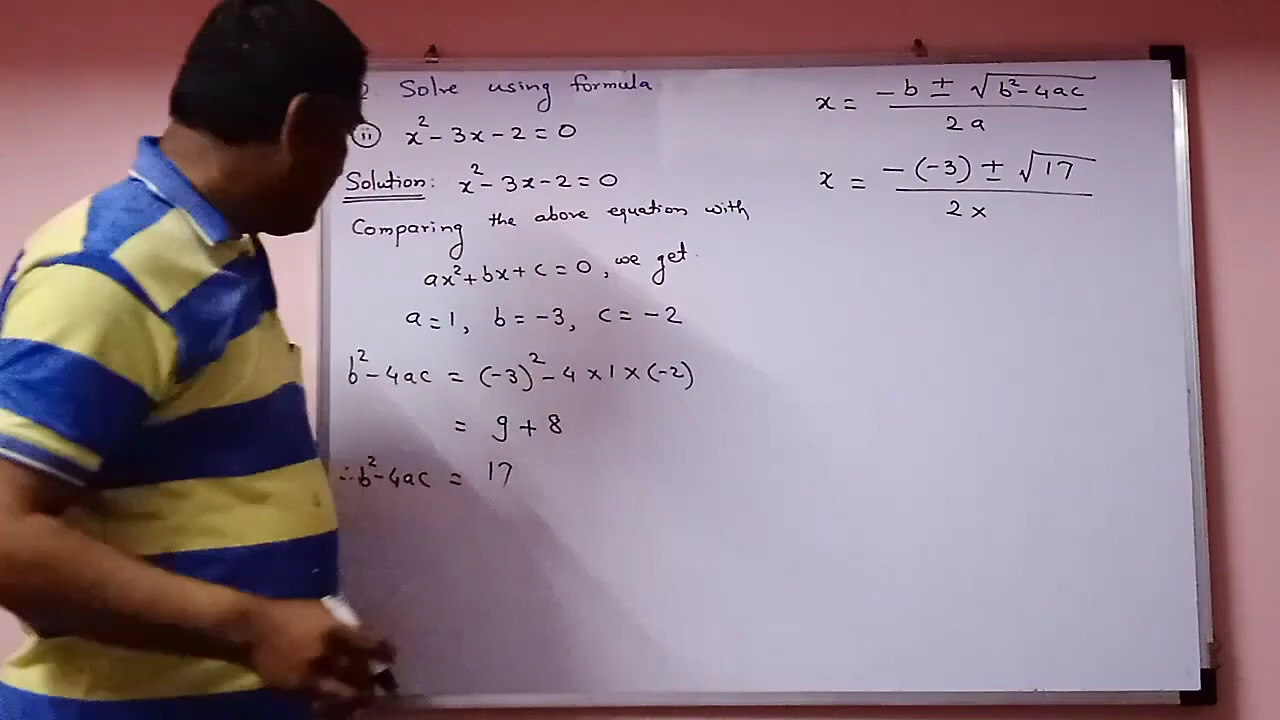 Solve using formula
ii x² - 3x - 2 = 0
Solution: x² - 3x - 2 = 0
Comparing the above equation with
ax² + bx + c = 0, we get.
a = 1, b = -3, c = -2
b² - 4ac = (-3)² - 4 × 1 × (-2)
= 9 + 8
∴ b² - 4ac = 17
x = -b ± √b² - 4ac / 2a
x = -(-3) ± √17 / 2 x